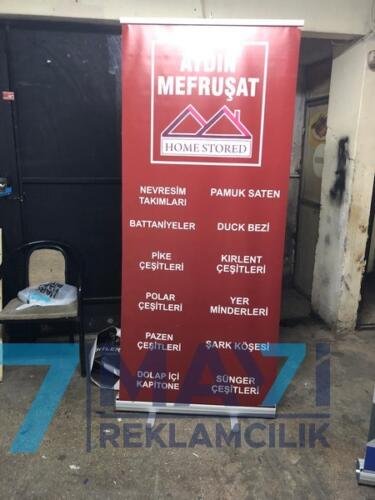 AYDIN
MEFRUŞAT
HOME STORED
NEVRESİM
TAKIMLARI
PAMUK SATEN
BATTANİYELER
DUCK BEZİ
PİKE
ÇEŞİTLERİ
KIRLENT
ÇEŞİTLERİ
POLAR
ÇEŞİTLERİ
YER
MİNDERLERİ
PAZEN
ÇEŞİTLERİ
ŞARK KÖŞESİ
DOLAP İÇİ
KAPİTONE
SÜNGER
ÇEŞİTLERİ
7 MAYI
REKLAMCILIK